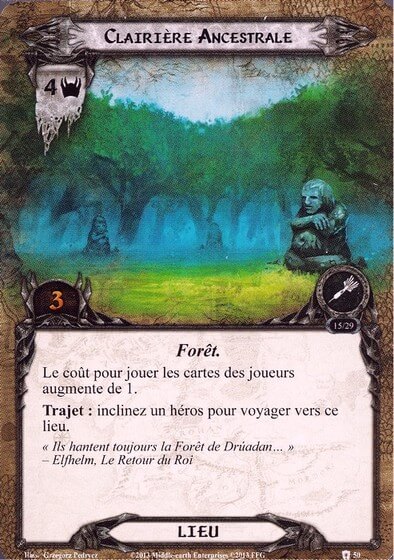 Clairière Ancestrale
4
3
15/29
Forêt.
Le coût pour jouer les cartes des joueurs
augmente de 1.
Trajet : inclinez un héros pour voyager vers ce
lieu.
« Ils hantent toujours la Forêt de Drúadan… »
– Elfhelm, Le Retour du Roi
LIEU
Illus. Grzegorz Pedrycz ©2013 Middle-earth Enterprises ©2013 FFG 50